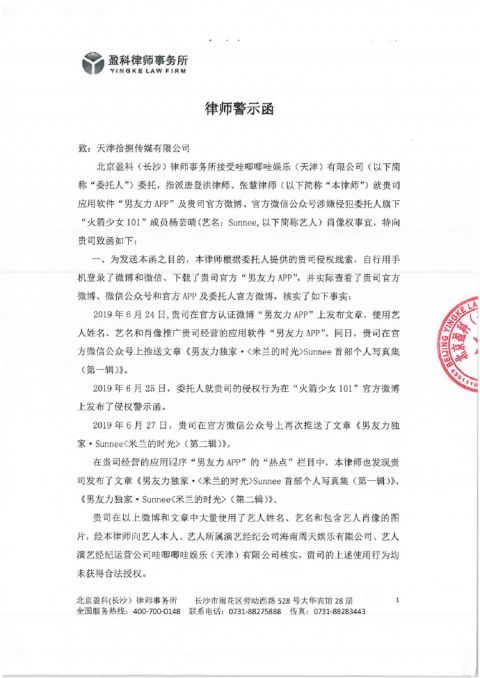 盈科律师事务所
YINGKE LAW FIRM
律师警示函
致：天津拾捌传媒有限公司
北京盈科（长沙）律师事务所接受哇唧唧哇娱乐（天津）有限公司（以下简
称“委托人”）委托，指派唐登洪律师、张慧律师（以下简称“本律师”）就贵司
应用软件“男友力 APP”及贵司官方微博、官方微信公众号涉嫌侵犯委托人旗下
“火箭少女 101”成员杨芸晴(艺名：Sunnee,以下简称艺人）肖像权事宜，特向
贵司致函如下：
一、为发送本函之目的，本律师根据委托人提供的贵司侵权线索，自行用手
机登录了微博和微信、下载了贵司官方“男友力 APP”，并实际查看了贵司官方
微博、微信公众号和官方 APP 及委托人官方微博，核实了如下事实：
2019 年 6 月 24 日,贵司在官方认证微博“男友力 APP”上发布文章，使用艺
人姓名、艺名和肖像推广贵司经营的应用软件“男友力 APP”。同日，贵司在官
方微信公众号上推送文章《男友力独家·<米兰的时光>Sunnee 首部个人写真集
（第一辑）》。
2019 年 6 月 25 日，委托人就贵司的侵权行为在“火箭少女 101”官方微博
上发布了侵权警示函。
2019 年 6 月 27 日，贵司在官方微信公众号上再次推送了文章《男友力独
家·Sunnee<米兰的时光>（第二辑）》。
在贵司经营的应用程序“男友力 APP”的“热点”栏目中，本律师也发现贵
司发布了文章《男友力独家·<米兰的时光>Sunnee 首部个人写真集（第一辑）》、
《男友力独家·Sunnee<米兰的时光>（第二辑）》。
贵司在以上微博和文章中大量使用了艺人姓名、艺名和包含艺人肖像的图
片，经本律师向艺人本人、艺人所属演艺经纪公司海南周天娱乐有限公司、艺人
演艺经纪运营公司哇唧唧哇娱乐（天津）有限公司核实，贵司的上述使用行为均
未获得合法授权。
北京盈科(长沙）律师事务所 长沙市雨花区劳动西路 528 号大华宾馆 28 层 1
全国服务热线：400-700-0148 联系电话：0731-88275888 传真：0731-88283443
BEIJING YINGKE LA
北京盈科